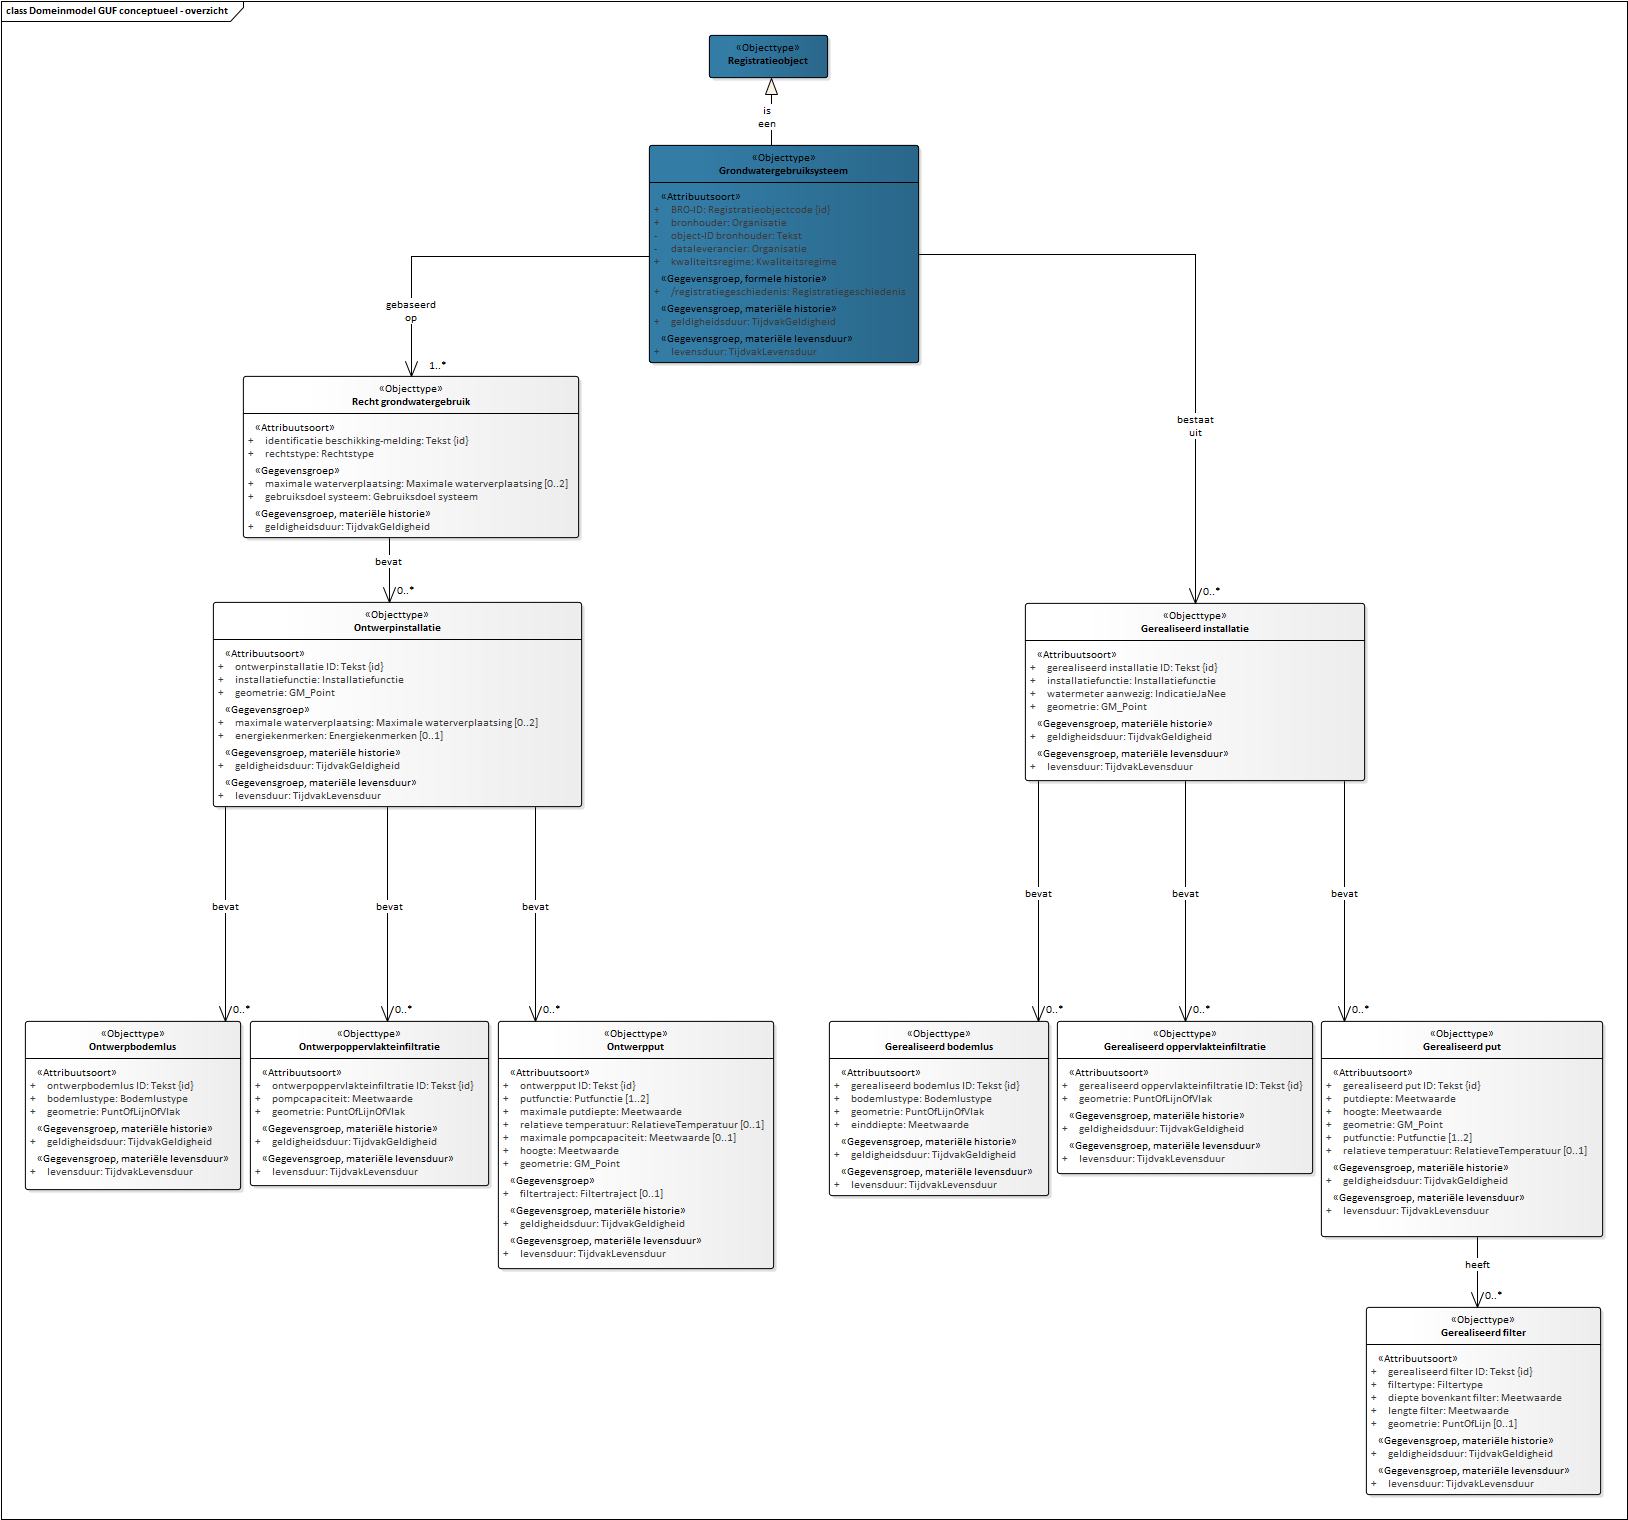 class Domeinmodel GUF conceptueel - overzicht
«Objecttype»
Registratieobject
is
een
«Objecttype»
Grondwatergebruiksysteem
«Attribuutsoort»
+ BRO-ID: Registratieobjectcode {id}
+ bronhouder: Organisatie
- object-ID bronhouder: Tekst
- dataleverancier: Organisatie
+ kwaliteitsregime: Kwaliteitsregime
«Gegevensgroep, formele historie»
+ /registratiegeschiedenis: Registratiegeschiedenis
«Gegevensgroep, materiële historie»
+ geldigheidsduur: TijdvakGeldigheid
«Gegevensgroep, materiële levensduur»
+ levensduur: TijdvakLevensduur
gebaseerd
op
1..*
bestaat
uit
0..*
«Objecttype»
Recht grondwatergebruik
«Attribuutsoort»
+ identificatie beschikking-melding: Tekst {id}
+ rechtstype: Rechtstype
«Gegevensgroep»
+ maximale waterverplaatsing: Maximale waterverplaatsing [0..2]
+ gebruiksdoel systeem: Gebruiksdoel systeem
«Gegevensgroep, materiële historie»
+ geldigheidsduur: TijdvakGeldigheid
bevat
0..*
«Objecttype»
Ontwerpinstallatie
«Attribuutsoort»
+ ontwerpinstallatie ID: Tekst {id}
+ installatiefunctie: Installatiefunctie
+ geometrie: GM_Point
«Gegevensgroep»
+ maximale waterverplaatsing: Maximale waterverplaatsing [0..2]
+ energiekenmerken: Energiekenmerken [0..1]
«Gegevensgroep, materiële historie»
+ geldigheidsduur: TijdvakGeldigheid
«Gegevensgroep, materiële levensduur»
+ levensduur: TijdvakLevensduur
«Objecttype»
Gerealiseerd installatie
«Attribuutsoort»
+ gerealiseerd installatie ID: Tekst {id}
+ installatiefunctie: Installatiefunctie
+ watermeter aanwezig: IndicatieJaNee
+ geometrie: GM_Point
«Gegevensgroep, materiële historie»
+ geldigheidsduur: TijdvakGeldigheid
«Gegevensgroep, materiële levensduur»
+ levensduur: TijdvakLevensduur
bevat
bevat
bevat
bevat
bevat
bevat
0..*
0..*
0..*
0..*
0..*
0..*
«Objecttype»
Ontwerpbodemlus
«Attribuutsoort»
+ ontwerpbodemlus ID: Tekst {id}
+ bodemlustype: Bodemlustype
+ geometrie: PuntOfLijnOfVlak
«Gegevensgroep, materiële historie»
+ geldigheidsduur: TijdvakGeldigheid
«Gegevensgroep, materiële levensduur»
+ levensduur: TijdvakLevensduur
«Objecttype»
Ontwerpoppervlakteinfiltratie
«Attribuutsoort»
+ ontwerpoppervlakteinfiltratie ID: Tekst {id}
+ pompcapaciteit: Meetwaarde
+ geometrie: PuntOfLijnOfVlak
«Gegevensgroep, materiële historie»
+ geldigheidsduur: TijdvakGeldigheid
«Gegevensgroep, materiële levensduur»
+ levensduur: TijdvakLevensduur
«Objecttype»
Ontwerpput
«Attribuutsoort»
+ ontwerpput ID: Tekst {id}
+ putfunctie: Putfunctie [1..2]
+ maximale putdiepte: Meetwaarde
+ relatieve temperatuur: RelatieveTemperatuur [0..1]
+ maximale pompcapaciteit: Meetwaarde [0..1]
+ hoogte: Meetwaarde
+ geometrie: GM_Point
«Gegevensgroep»
+ filtertraject: Filtertraject [0..1]
«Gegevensgroep, materiële historie»
+ geldigheidsduur: TijdvakGeldigheid
«Gegevensgroep, materiële levensduur»
+ levensduur: TijdvakLevensduur
«Objecttype»
Gerealiseerd bodemlus
«Attribuutsoort»
+ gerealiseerd bodemlus ID: Tekst {id}
+ bodemlustype: Bodemlustype
+ geometrie: PuntOfLijnOfVlak
+ einddiepte: Meetwaarde
«Gegevensgroep, materiële historie»
+ geldigheidsduur: TijdvakGeldigheid
«Gegevensgroep, materiële levensduur»
+ levensduur: TijdvakLevensduur
«Objecttype»
Gerealiseerd oppervlakteinfiltratie
«Attribuutsoort»
+ gerealiseerd oppervlakteinfiltratie ID: Tekst {id}
+ geometrie: PuntOfLijnOfVlak
«Gegevensgroep, materiële historie»
+ geldigheidsduur: TijdvakGeldigheid
«Gegevensgroep, materiële levensduur»
+ levensduur: TijdvakLevensduur
«Objecttype»
Gerealiseerd put
«Attribuutsoort»
+ gerealiseerd put ID: Tekst {id}
+ putdiepte: Meetwaarde
+ hoogte: Meetwaarde
+ geometrie: GM_Point
+ putfunctie: Putfunctie [1..2]
+ relatieve temperatuur: RelatieveTemperatuur [0..1]
«Gegevensgroep, materiële historie»
+ geldigheidsduur: TijdvakGeldigheid
«Gegevensgroep, materiële levensduur»
+ levensduur: TijdvakLevensduur
heeft
0..*
«Objecttype»
Gerealiseerd filter
«Attribuutsoort»
+ gerealiseerd filter ID: Tekst {id}
+ filtertype: Filtertype
+ diepte bovenkant filter: Meetwaarde
+ lengte filter: Meetwaarde
+ geometrie: PuntOfLijn [0..1]
«Gegevensgroep, materiële historie»
+ geldigheidsduur: TijdvakGeldigheid
«Gegevensgroep, materiële levensduur»
+ levensduur: TijdvakLevensduur